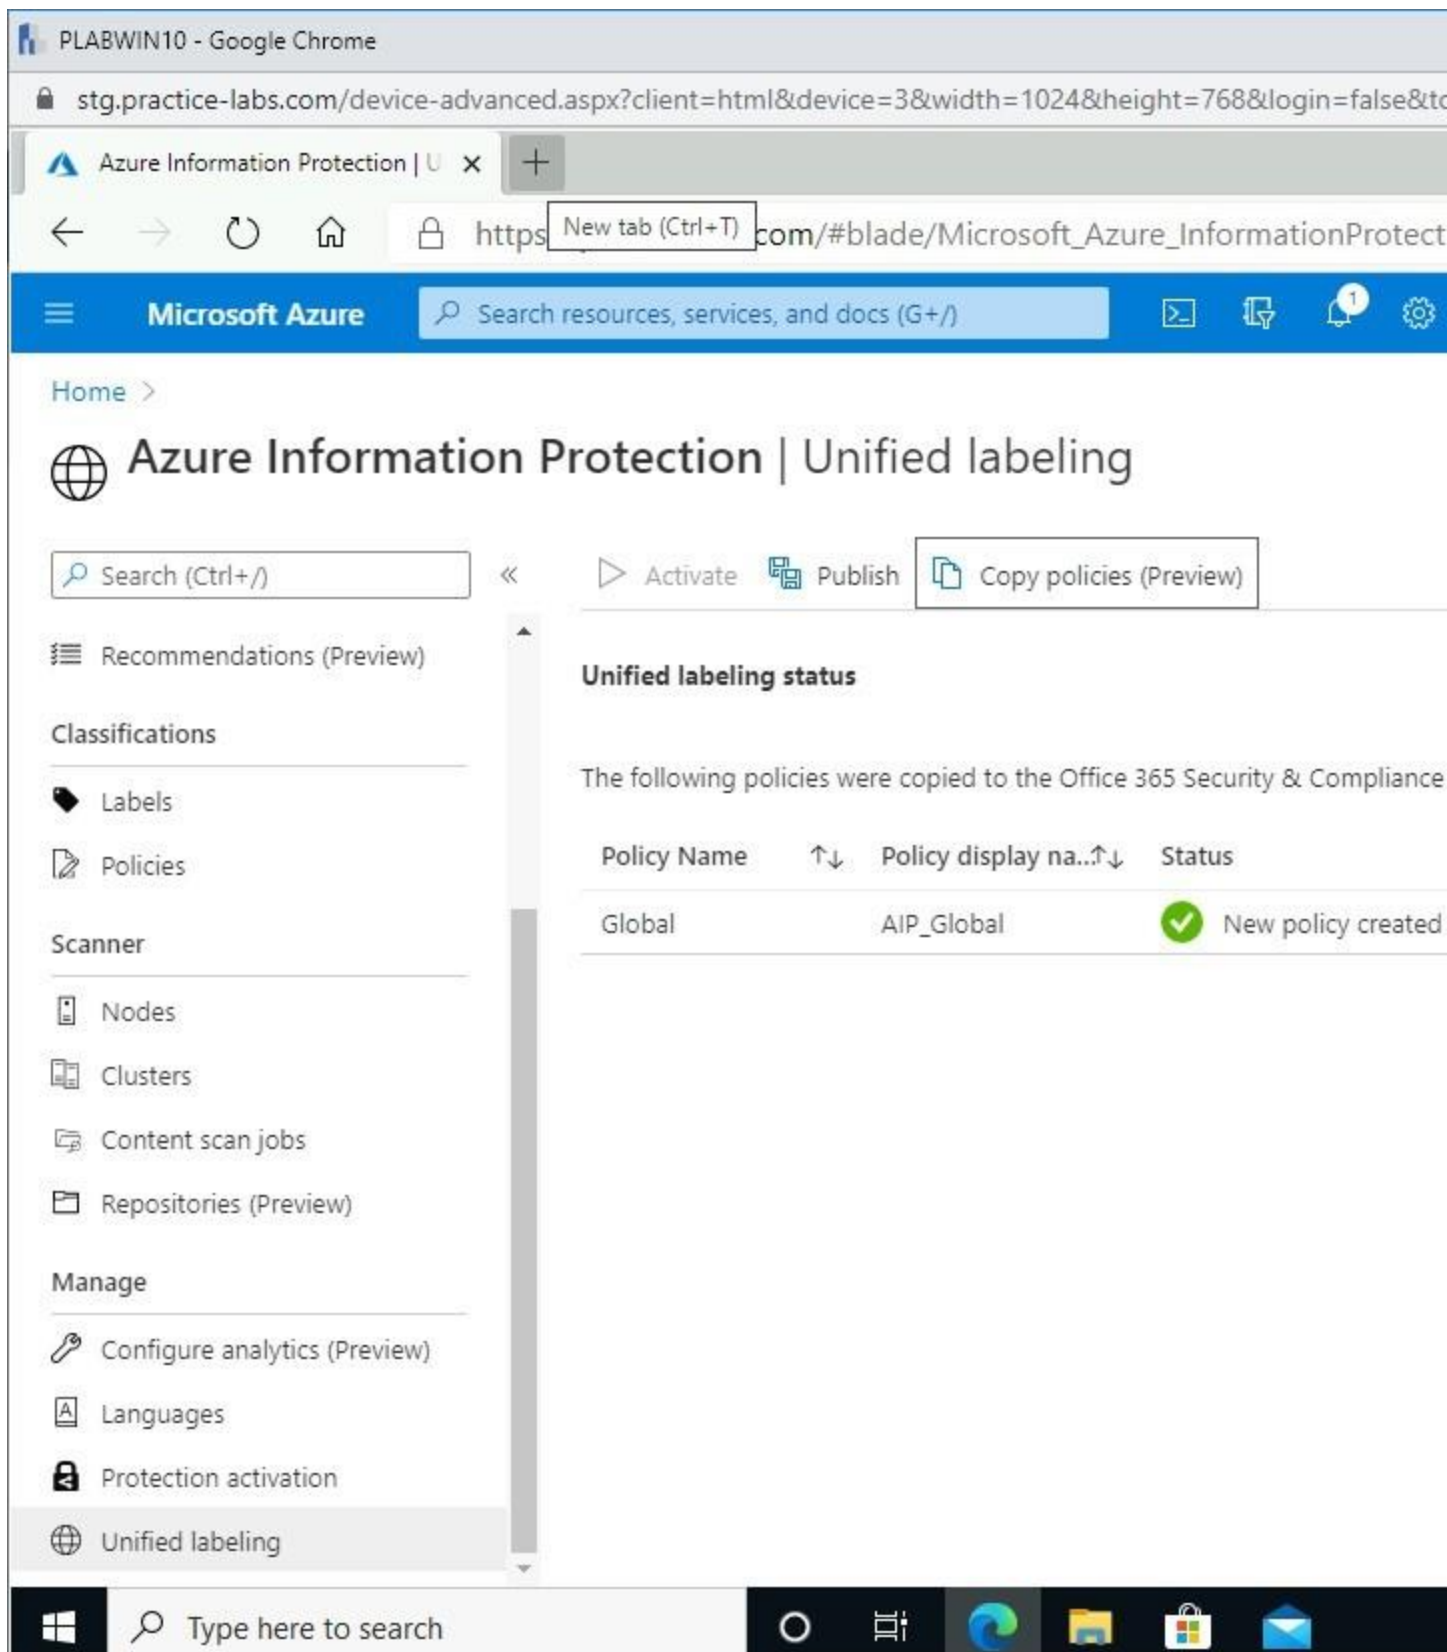 PLABWIN10 - Google Chrome
stg.practice-labs.com/device-advanced.aspx?client=html&device=3&width=1024&height=768&login=false&to
Azure Information Protection | U
https
New tab (Ctrl+T)
com/#blade/Microsoft_Azure_InformationProtect
Microsoft Azure
Search resources, services, and docs (G+/)
1
Home >
Azure Information Protection | Unified labeling
Search (Ctrl+/)
«
Activate
Publish
Copy policies (Preview)
Recommendations (Preview)
Classifications
Labels
Policies
Scanner
Nodes
Clusters
Content scan jobs
Repositories (Preview)
Manage
Configure analytics (Preview)
Languages
Protection activation
Unified labeling
Unified labeling status
The following policies were copied to the Office 365 Security & Compliance
Policy Name ↑↓ Policy display na...↑↓ Status
Global AIP_Global New policy created
Type here to search